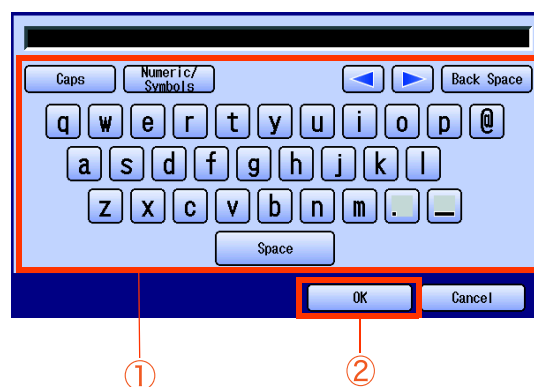 Caps Numeric/ Symbols Back Space
q w e r t y u i o p @
a s d f g h j k l
z x c v b n m . _
Space
OK Cancel
① ②